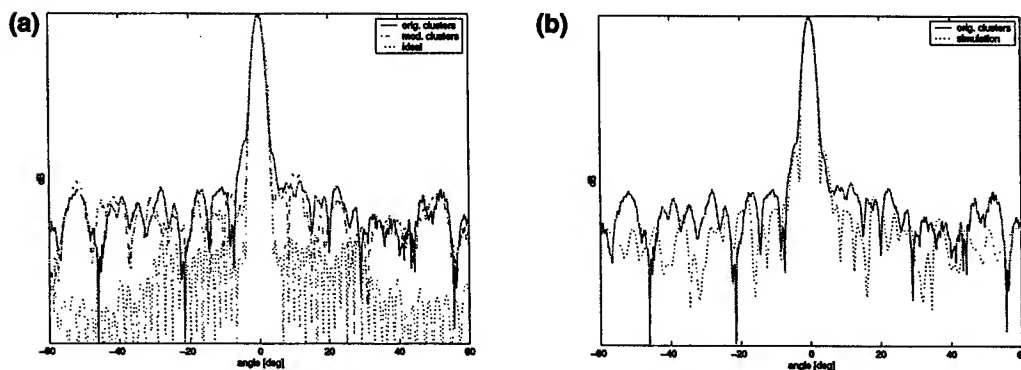 (a)
orig. clusters
mod. clusters
ideal
dB
−60 −40 −20 0 20 40 60
angle [deg]
(b)
orig. clusters
simulation
dB
−60 −40 −20 0 20 40 60
angle [deg]